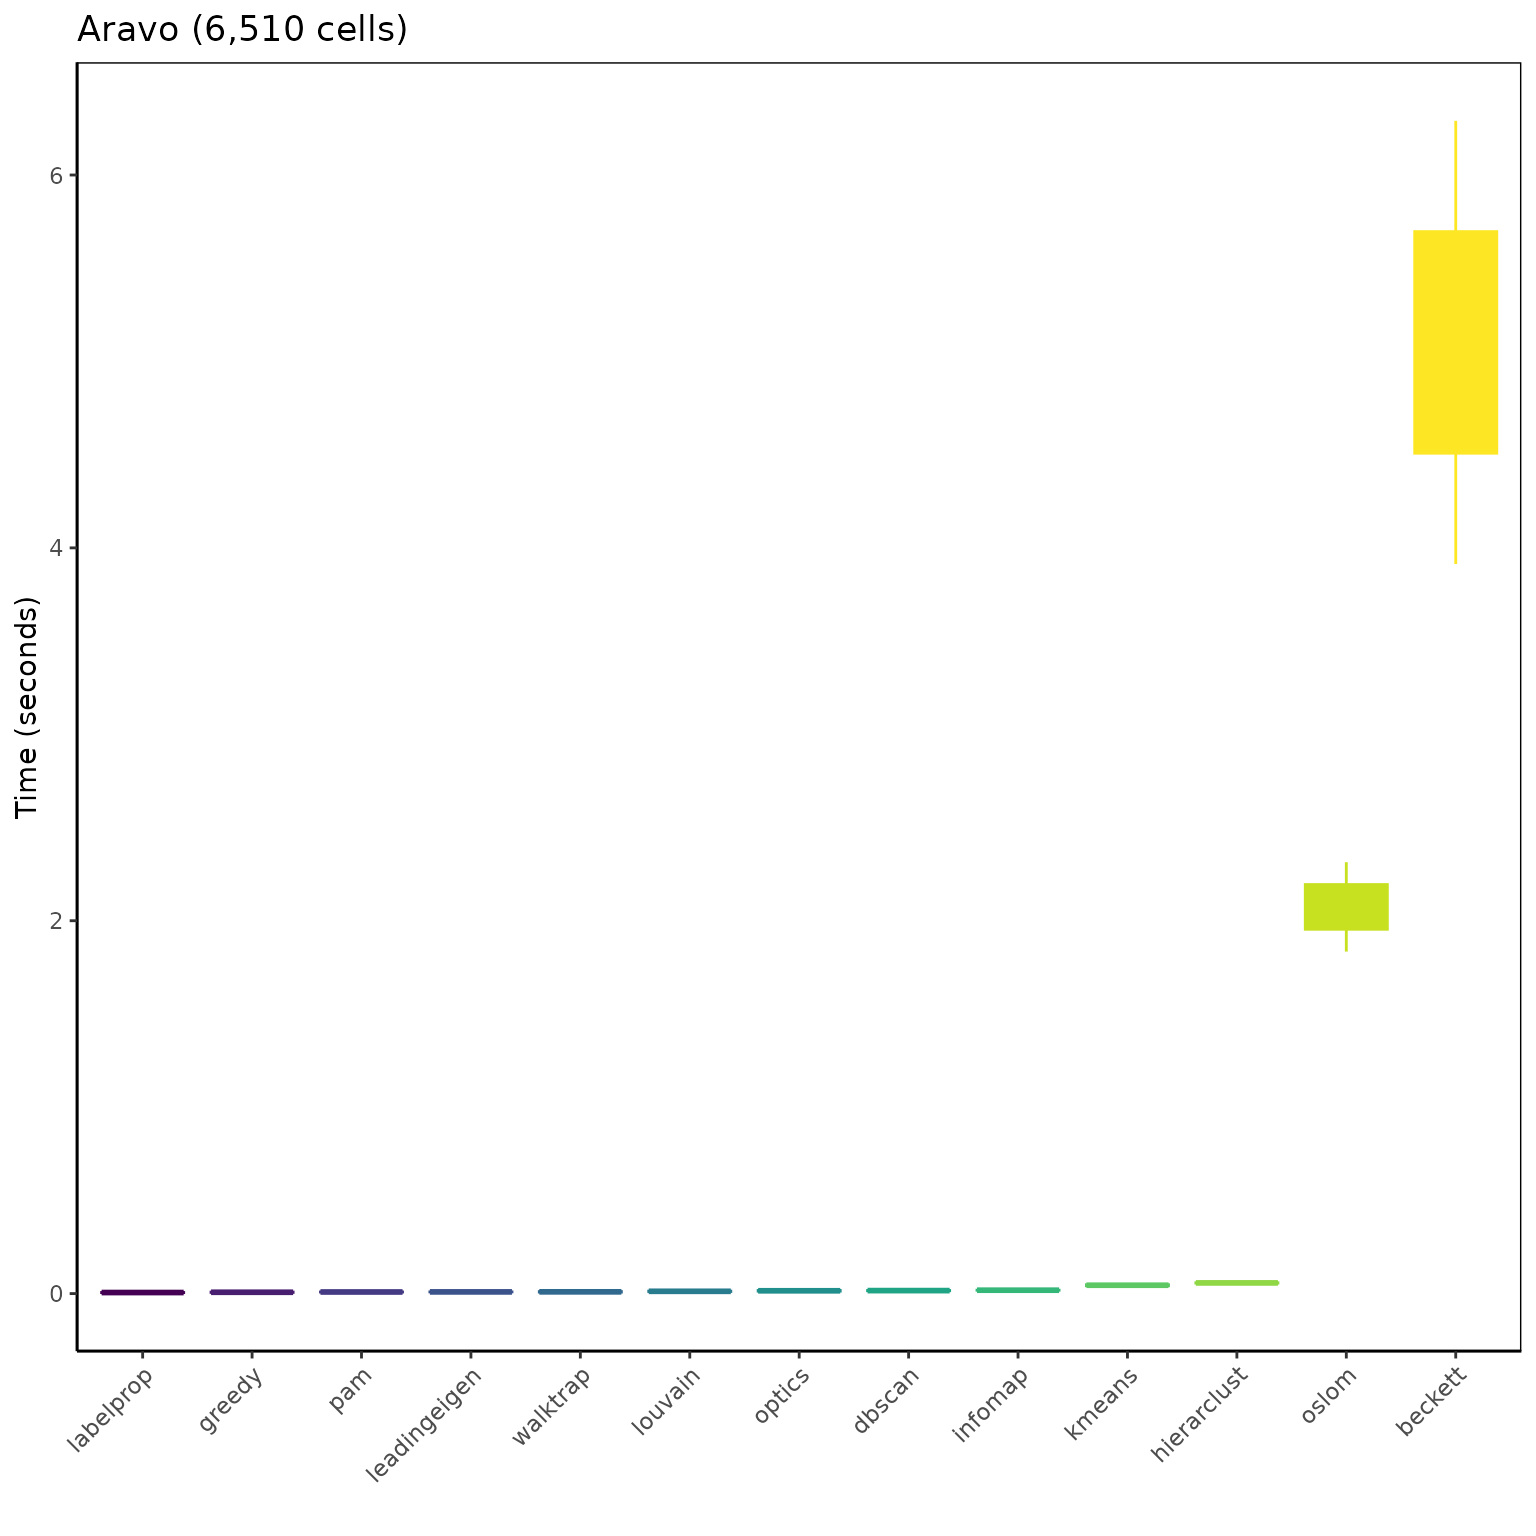 Aravo (6,510 cells)
Time (seconds)
6
4
2
0
labelprop
greedy
pam
leadingeigen
walktrap
louvain
optics
dbscan
infomap
kmeans
hierarclust
oslom
beckett